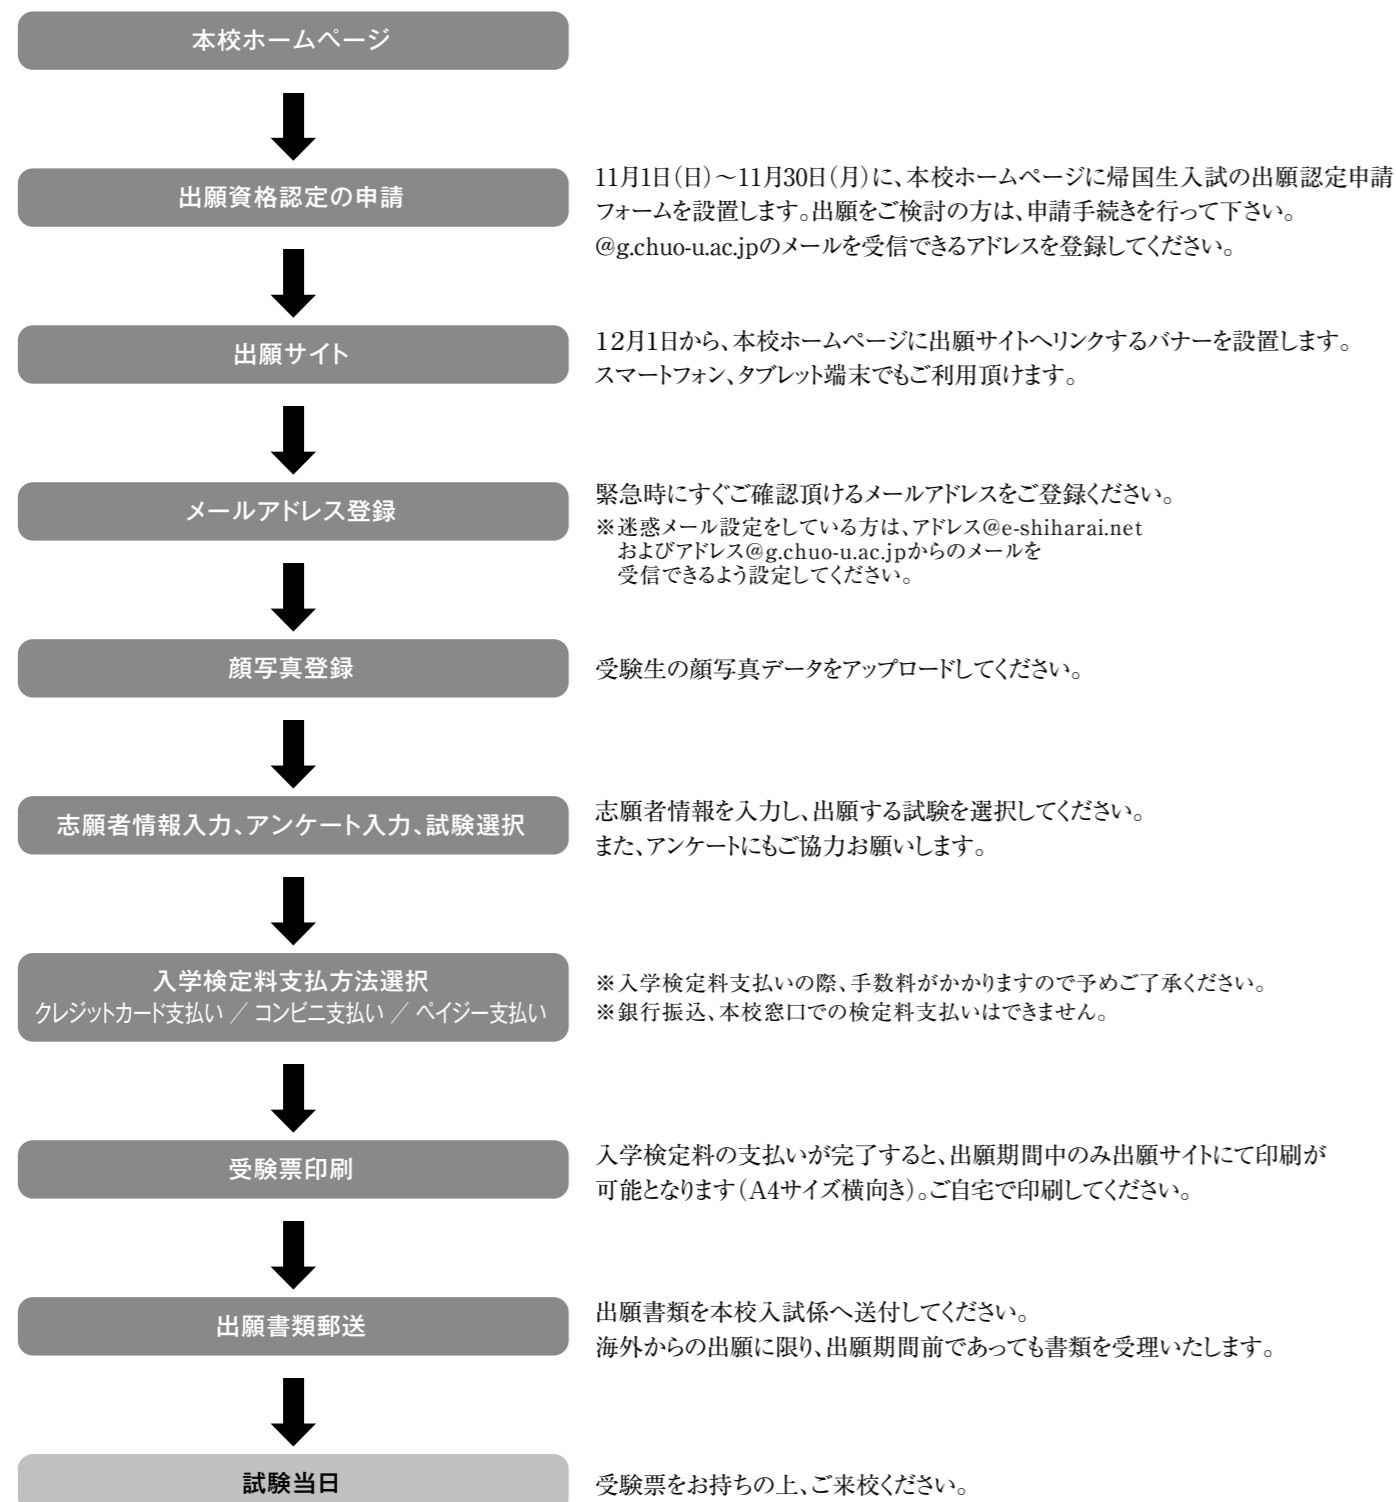 本校ホームページ
出願資格認定の申請
11月1日(日)～11月30日(月)に、本校ホームページに帰国生入試の出願認定申請
フォームを設置します。出願をご検討の方は、申請手続きを行って下さい。
@g.chuo-u.ac.jpのメールを受信できるアドレスを登録してください。
出願サイト
12月1日から、本校ホームページに出願サイトへリンクするバナーを設置します。
スマートフォン、タブレット端末でもご利用頂けます。
メールアドレス登録
緊急時にすぐご確認頂けるメールアドレスをご登録ください。
※迷惑メール設定をしている方は、アドレス@e-shiharai.net
およびアドレス@g.chuo-u.ac.jpからのメールを
受信できるよう設定してください。
顔写真登録
受験生の顔写真データをアップロードしてください。
志願者情報入力、アンケート入力、試験選択
志願者情報を入力し、出願する試験を選択してください。
また、アンケートにもご協力お願いします。
入学検定料支払方法選択
クレジットカード支払い ／ コンビニ支払い ／ ペイジー支払い
※入学検定料支払いの際、手数料がかかりますので予めご了承ください。
※銀行振込、本校窓口での検定料支払いはできません。
受験票印刷
入学検定料の支払いが完了すると、出願期間中のみ出願サイトにて印刷が
可能となります(A4サイズ横向き)。ご自宅で印刷してください。
出願書類郵送
出願書類を本校入試係へ送付してください。
海外からの出願に限り、出願期間前であっても書類を受理いたします。
試験当日
受験票をお持ちの上、ご来校ください。